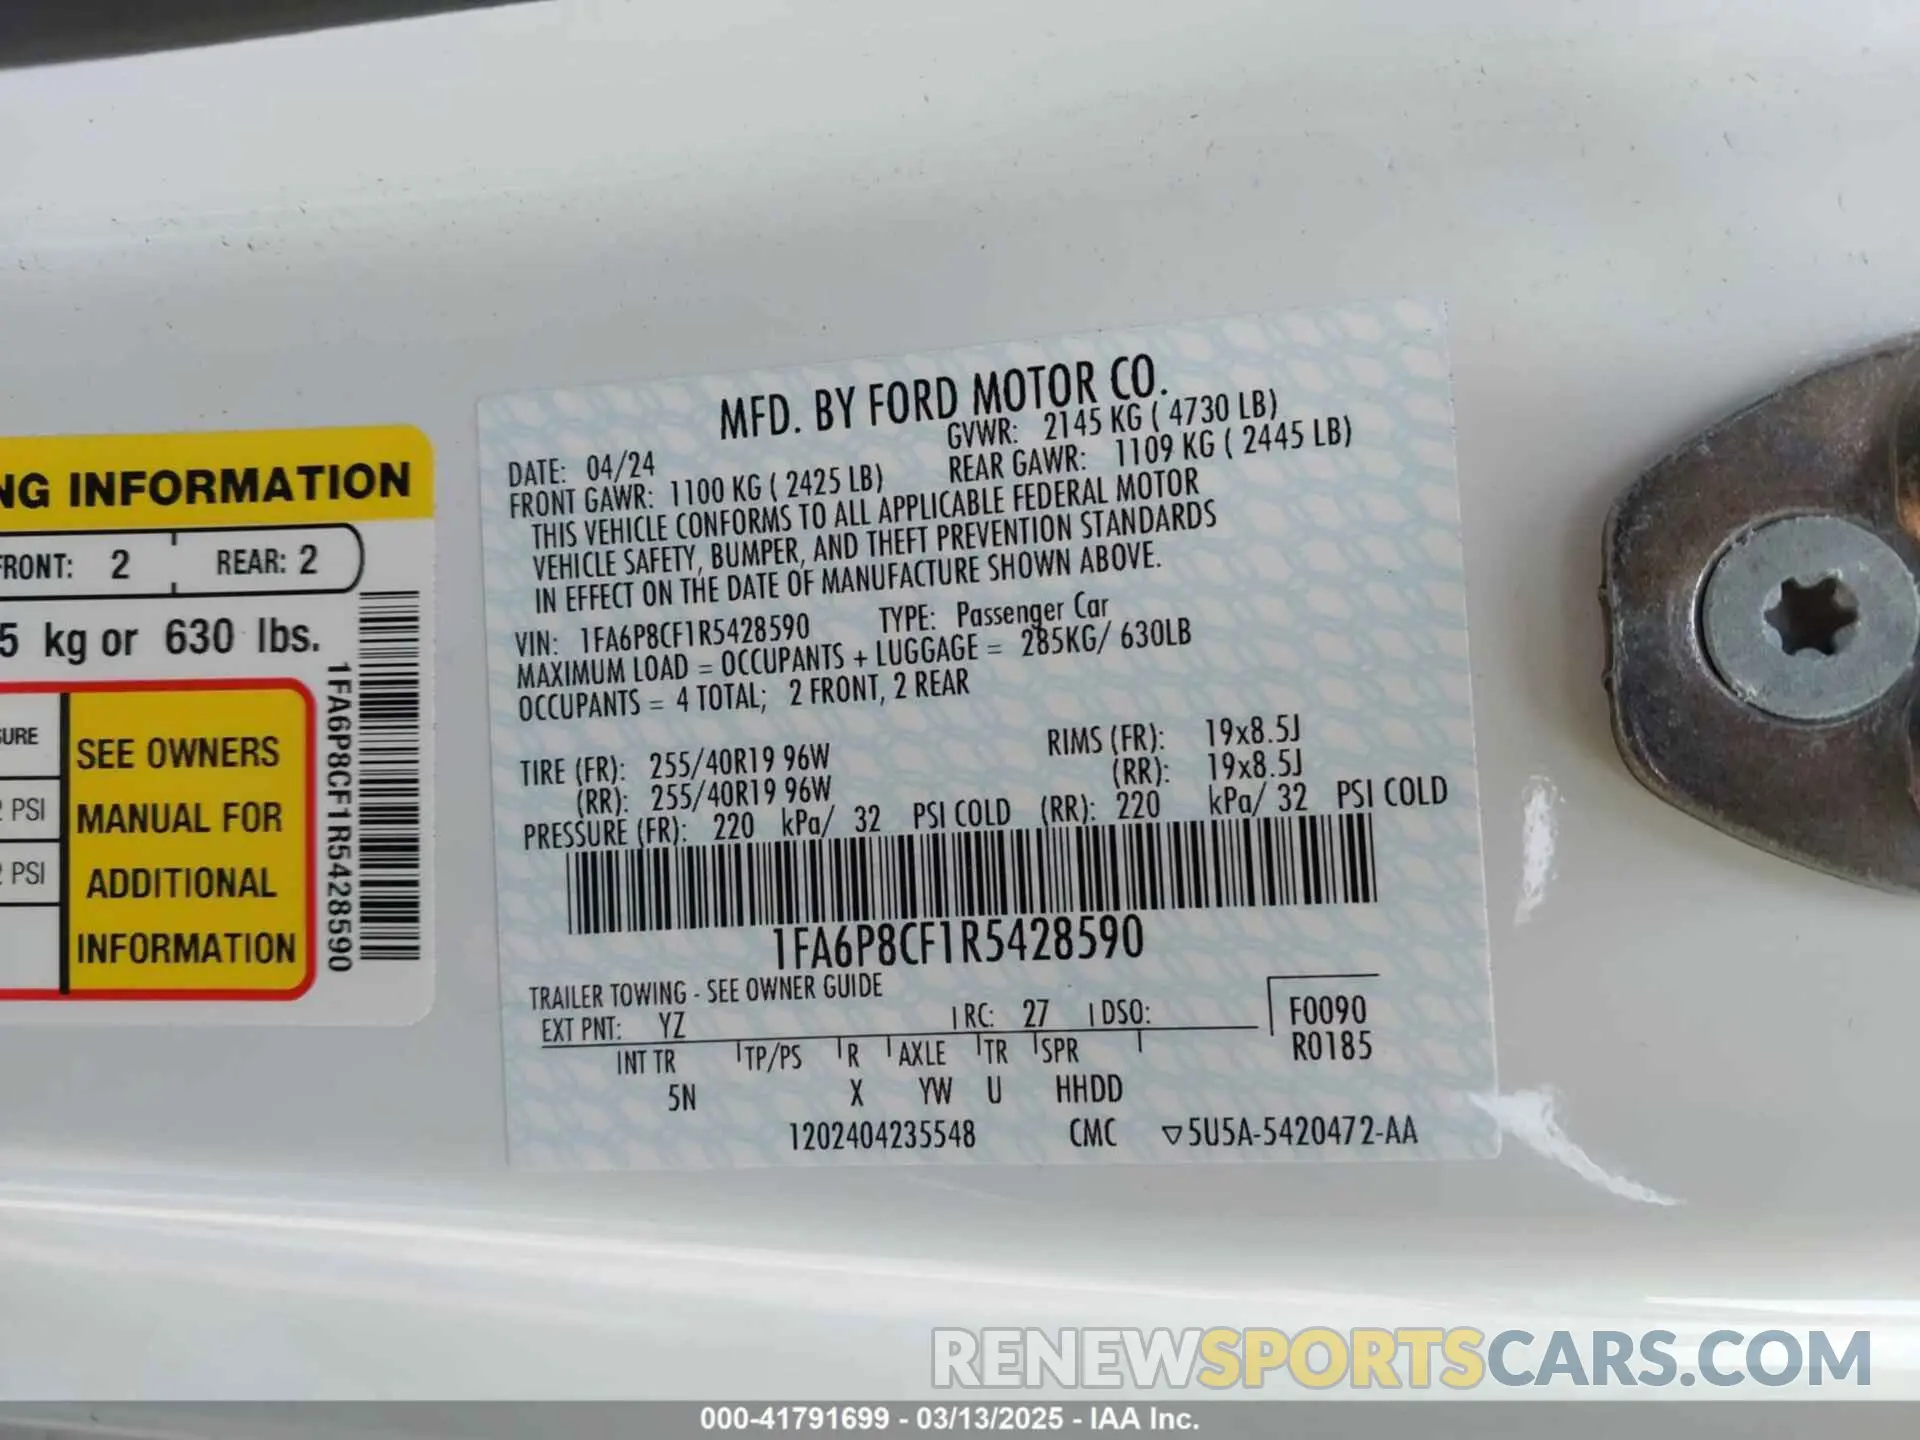 NG INFORMATION
FRONT: 2 REAR: 2
5 kg or 630 lbs.
SURE
2 PSI
2 PSI
SEE OWNERS
MANUAL FOR
ADDITIONAL
INFORMATION
1FA6P8CF1R5428590
MFD. BY FORD MOTOR CO.
DATE: 04/24 GVWR: 2145 KG ( 4730 LB)
FRONT GAWR: 1100 KG ( 2425 LB) REAR GAWR: 1109 KG ( 2445 LB)
THIS VEHICLE CONFORMS TO ALL APPLICABLE FEDERAL MOTOR
VEHICLE SAFETY, BUMPER, AND THEFT PREVENTION STANDARDS
IN EFFECT ON THE DATE OF MANUFACTURE SHOWN ABOVE.
VIN: 1FA6P8CF1R5428590 TYPE: Passenger Car
MAXIMUM LOAD = OCCUPANTS + LUGGAGE = 285KG/ 630LB
OCCUPANTS = 4 TOTAL; 2 FRONT, 2 REAR
TIRE (FR): 255/40R19 96W RIMS (FR): 19x8.5J
(RR): 255/40R19 96W (RR): 19x8.5J
PRESSURE (FR): 220 kPa/ 32 PSI COLD (RR): 220 kPa/ 32 PSI COLD
1FA6P8CF1R5428590
TRAILER TOWING - SEE OWNER GUIDE
EXT PNT: YZ RC: 27 DSO: F0090
INT TR TP/PS R AXLE TR SPR R0185
5N X YW U HHDD
1202404235548 CMC ▽5U5A-5420472-AA
RENEWSPORTSCARS.COM
000-41791699 - 03/13/2025 - IAA Inc.